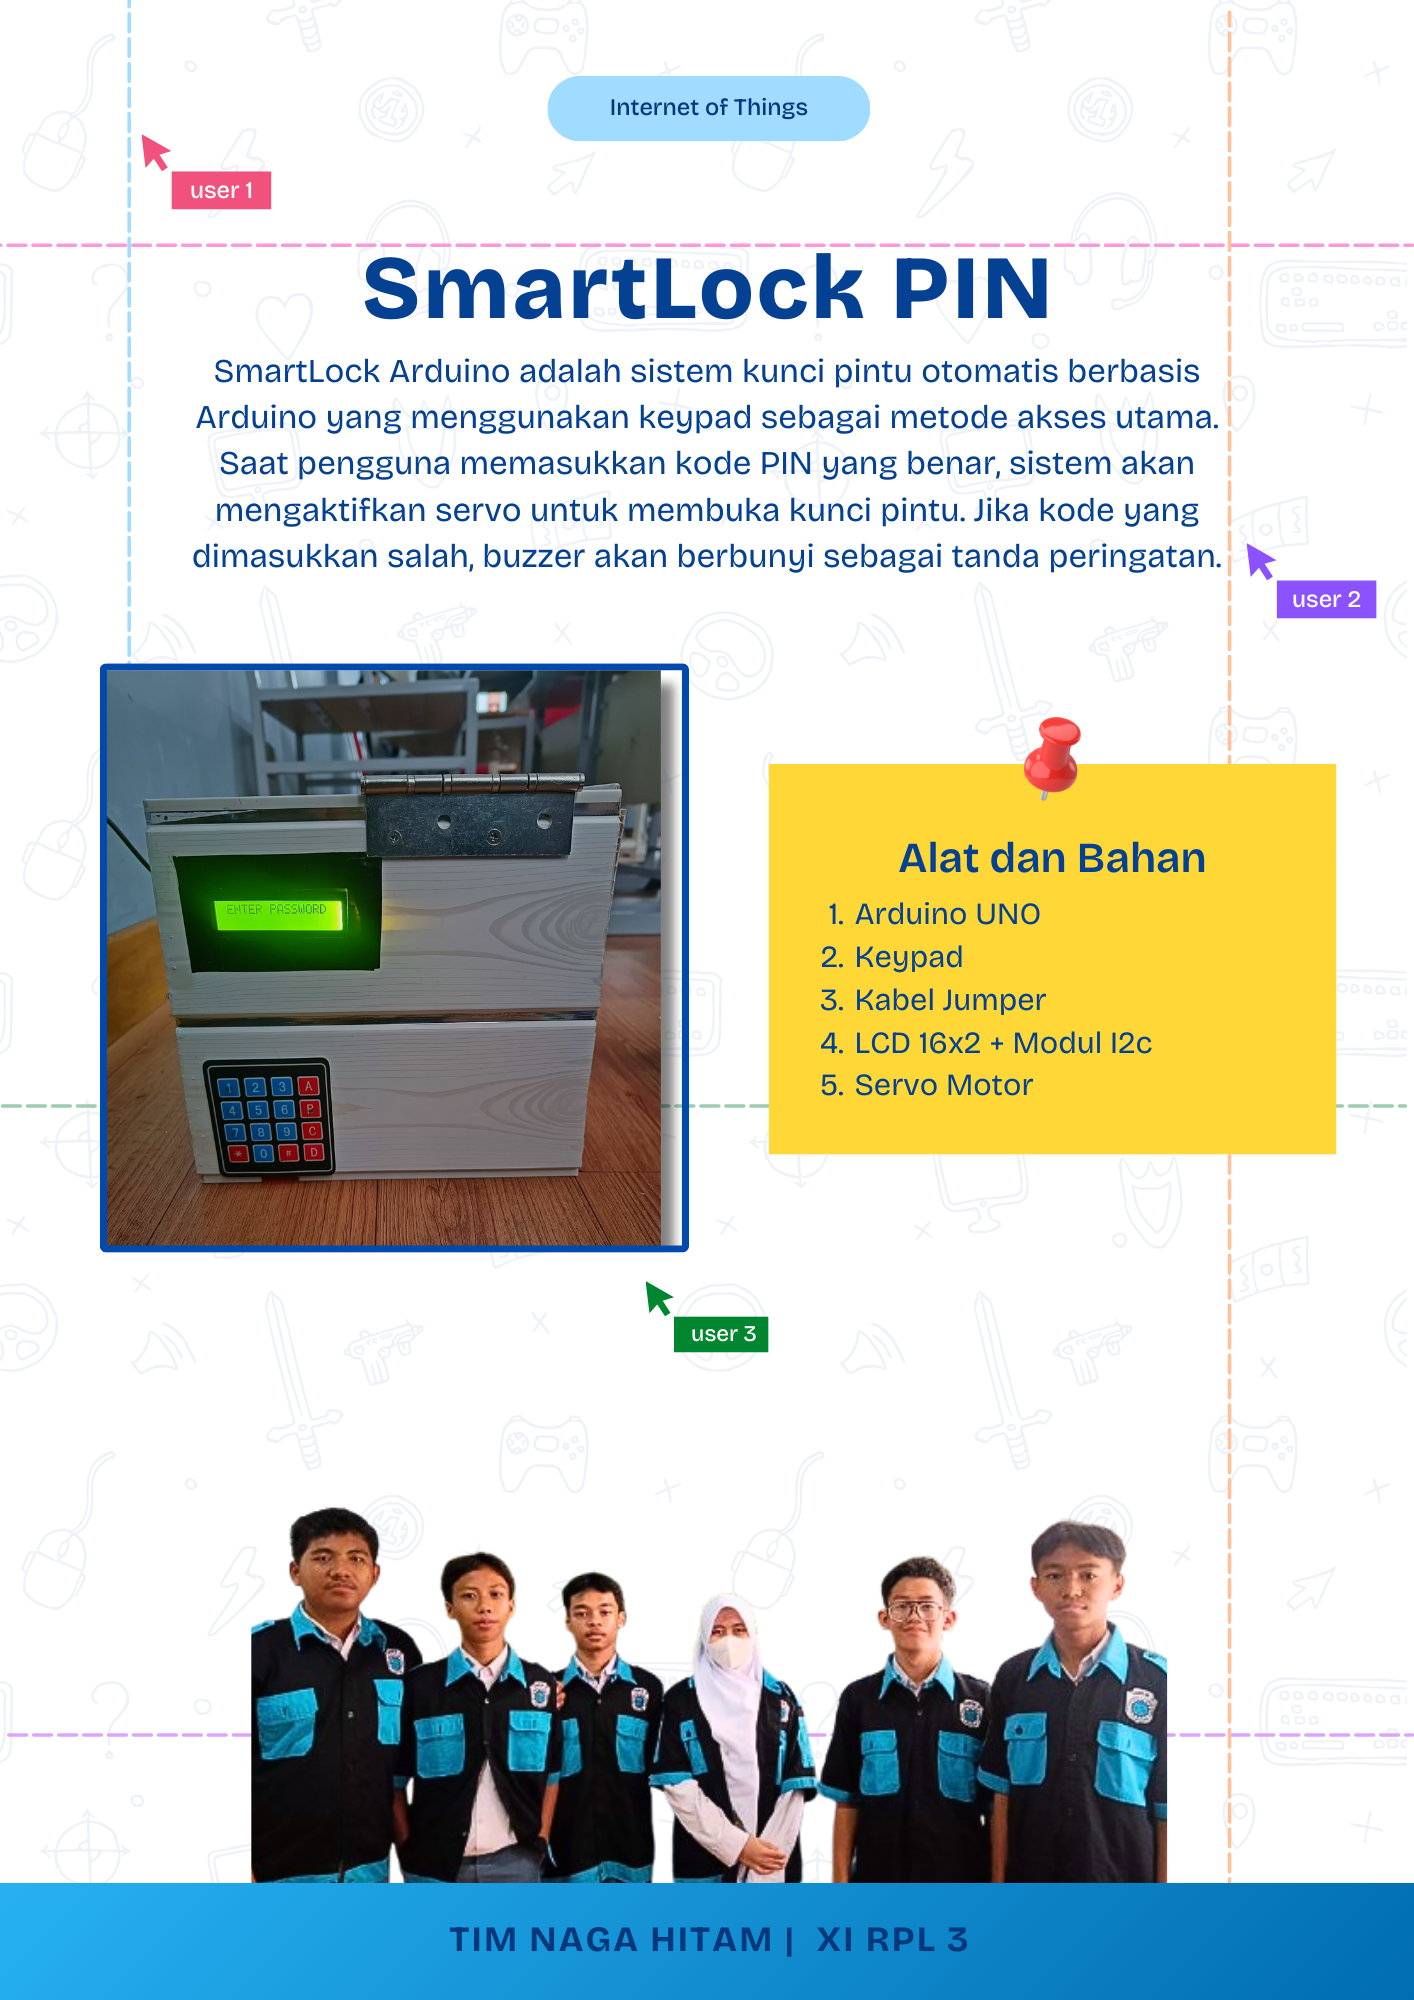 Internet of Things
user 1
SmartLock PIN
SmartLock Arduino adalah sistem kunci pintu otomatis berbasis
Arduino yang menggunakan keypad sebagai metode akses utama.
Saat pengguna memasukkan kode PIN yang benar, sistem akan
mengaktifkan servo untuk membuka kunci pintu. Jika kode yang
dimasukkan salah, buzzer akan berbunyi sebagai tanda peringatan.
user 2
ENTER PASSWORD
1 2 3 A
4 5 6 B
7 8 9 C
* 0 # D
Alat dan Bahan
1. Arduino UNO
2. Keypad
3. Kabel Jumper
4. LCD 16x2 + Modul I2c
5. Servo Motor
user 3
TIM NAGA HITAM | XI RPL 3